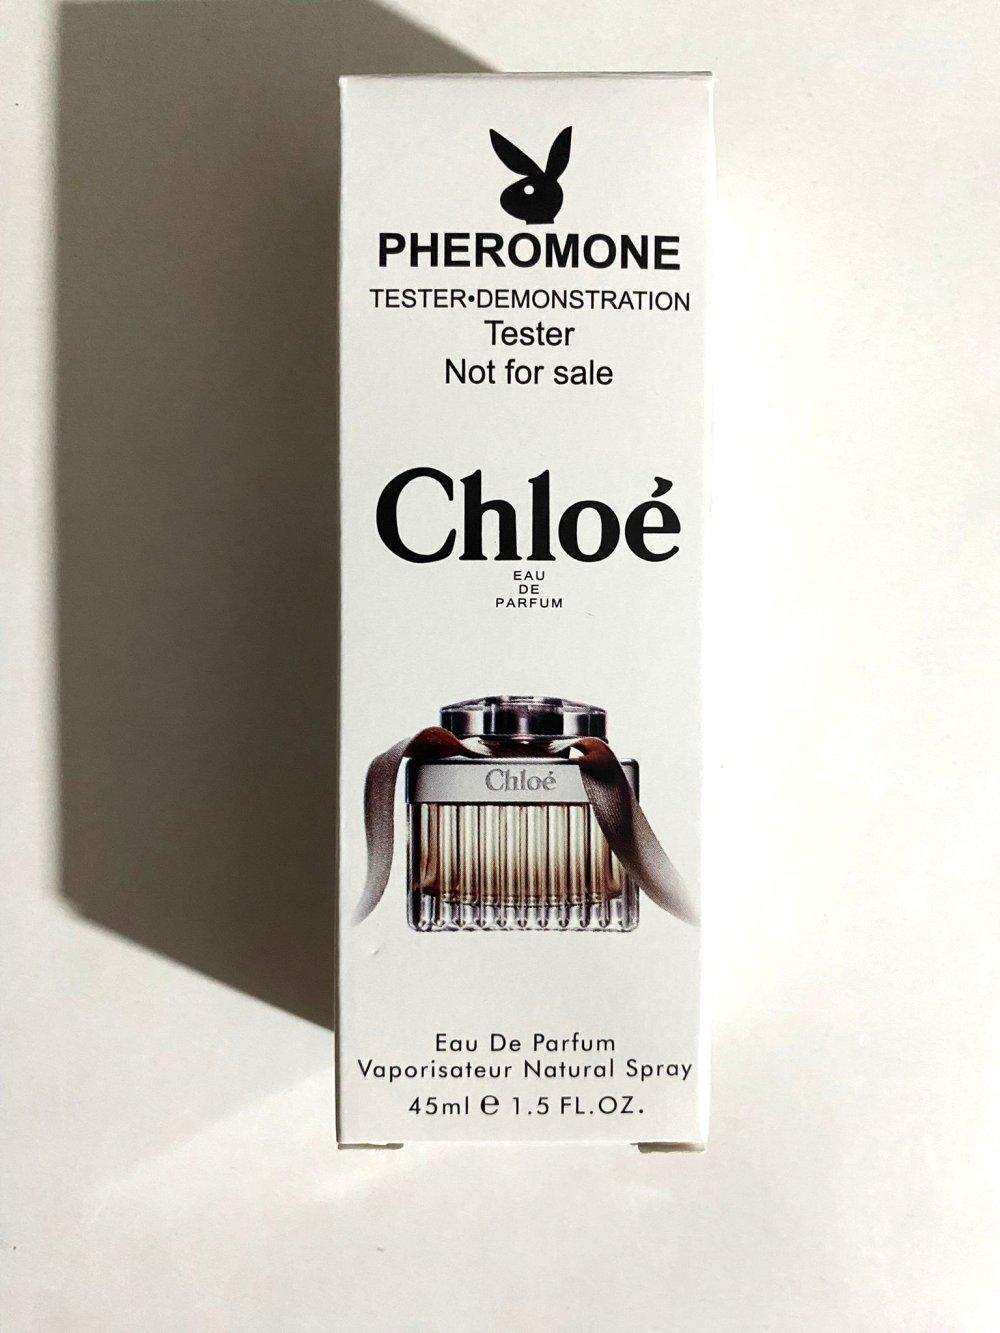 PHEROMONE
TESTER•DEMONSTRATION
Tester
Not for sale
Chloé
EAU
DE
PARFUM
Chloé
Eau De Parfum
Vaporisateur Natural Spray
45ml e 1.5 FL.OZ.